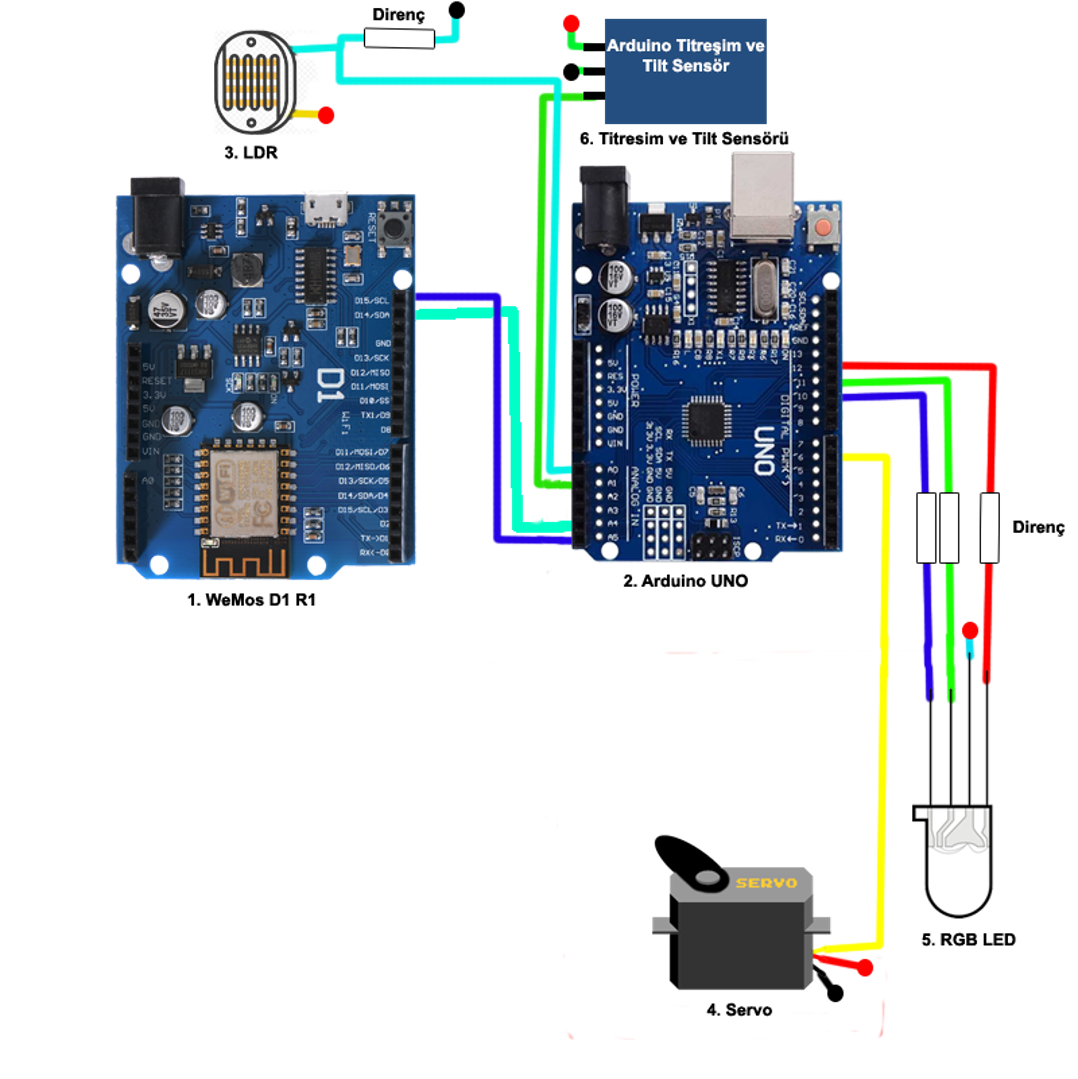 Direnç
3. LDR
Arduino Titreşim ve
Tilt Sensör
6. Titresim ve Tilt Sensörü
RESET
D15/SCL
D14/SDA
GND
D13/SCK
D12/MISO
D11/MOSI
D10/SS
TX1/D9
D8
D11/MOSI/D7
D12/MISO/D6
D13/SCK/D5
D14/SDA/D4
D15/SCL/D3
D2
TX->D1
RX<-D0
5V
RESET
3.3V
5V
GND
GND
VIN
A0
D1
WiFi
WiFi
1. WeMos D1 R1
5V
RES
3.3V
5V
GND
GND
VIN
POWER
A0
A1
A2
A3
A4
A5
ANALOG IN
UNO
DIGITAL PWM
SCL
SDA
GND
13
12
11
10
9
8
7
6
5
4
3
2
TX→1
RX←0
ISCP
2. Arduino UNO
Direnç
SERVO
4. Servo
5. RGB LED